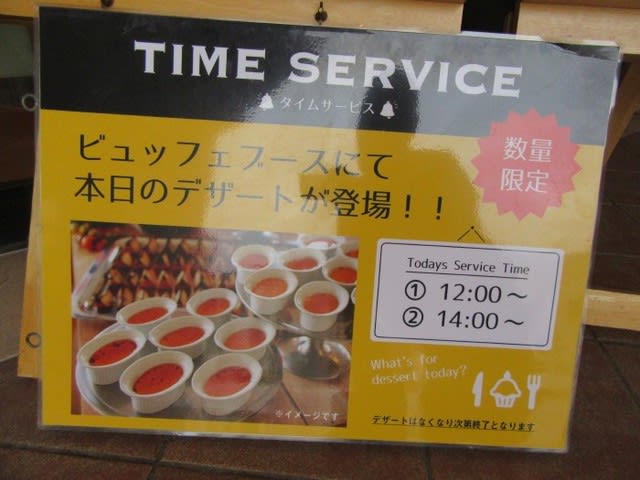 TIME SERVICE
タイムサービス
ビュッフェブースにて
本日のデザートが登場！！
数量
限定
Todays Service Time
① 12:00～
② 14:00～
What's for
dessert today?
※イメージです
デザートはなくなり次第終了となります